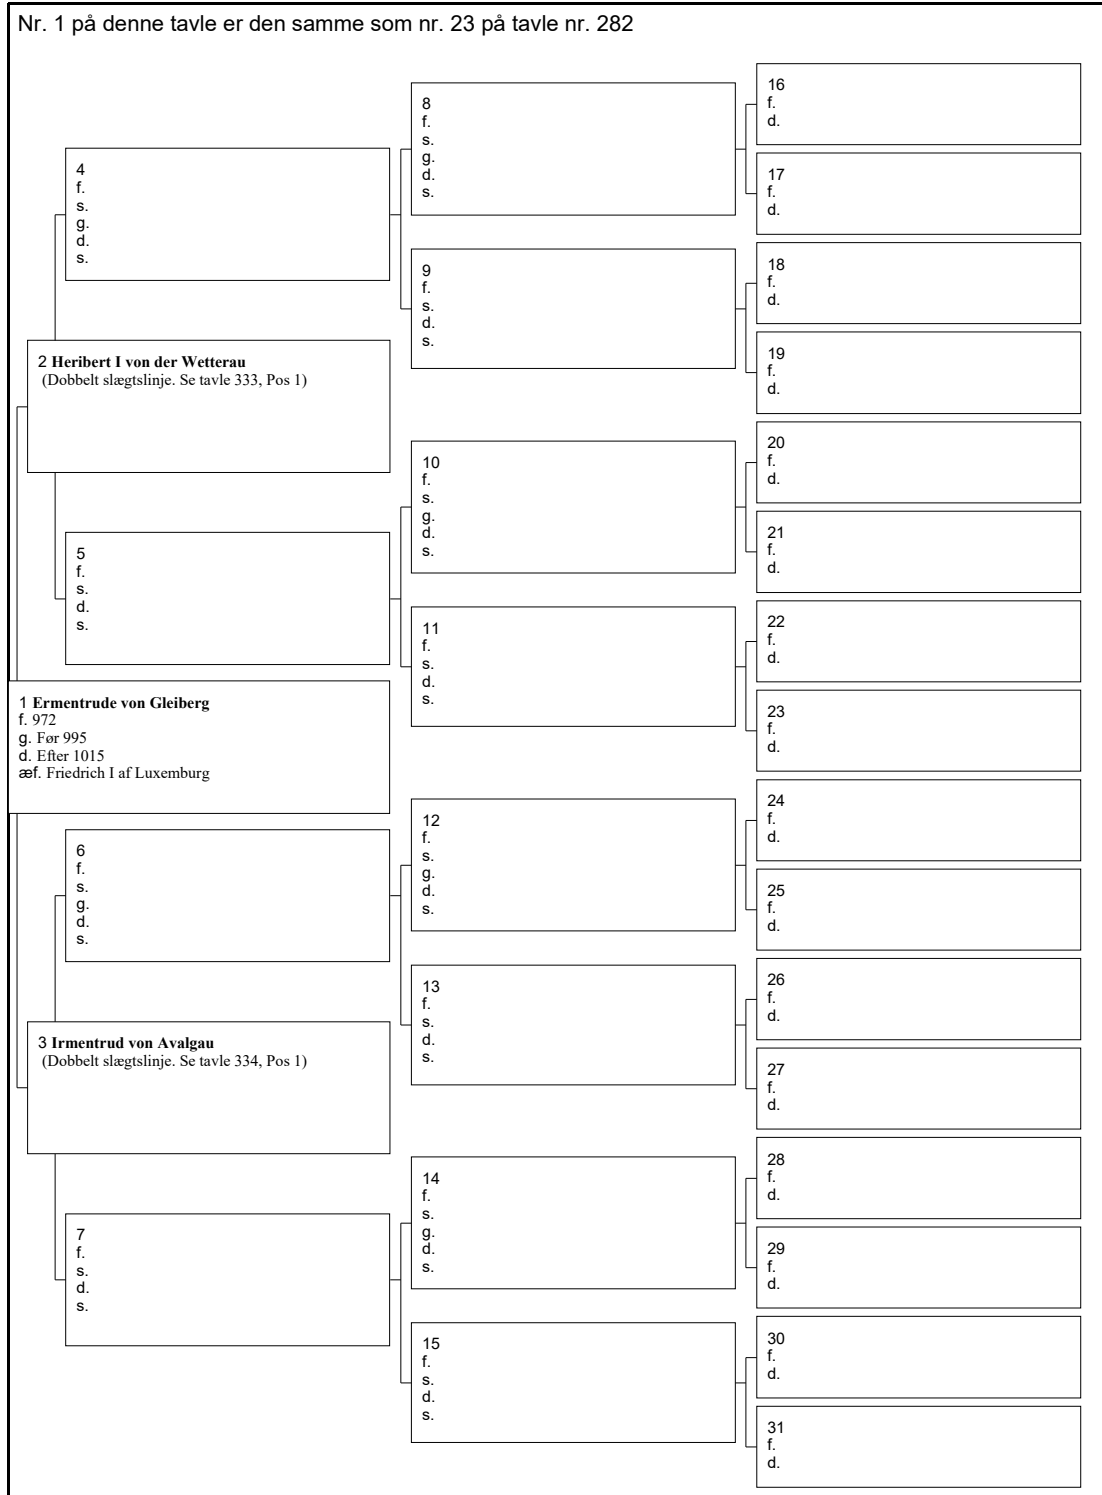 Nr. 1 på denne tavle er den samme som nr. 23 på tavle nr. 282
16
f.
d.
8
f.
s.
g.
d.
s.
17
f.
d.
4
f.
s.
g.
d.
s.
18
f.
d.
9
f.
s.
d.
s.
19
f.
d.
2 Heribert I von der Wetterau
(Dobbelt slægtslinje. Se tavle 333, Pos 1)
20
f.
d.
10
f.
s.
g.
d.
s.
21
f.
d.
5
f.
s.
d.
s.
22
f.
d.
11
f.
s.
d.
s.
23
f.
d.
1 Ermentrude von Gleiberg
f. 972
g. Før 995
d. Efter 1015
æf. Friedrich I af Luxemburg
24
f.
d.
12
f.
s.
g.
d.
s.
25
f.
d.
6
f.
s.
g.
d.
s.
26
f.
d.
13
f.
s.
d.
s.
27
f.
d.
3 Irmentrud von Avalgau
(Dobbelt slægtslinje. Se tavle 334, Pos 1)
28
f.
d.
14
f.
s.
g.
d.
s.
29
f.
d.
7
f.
s.
d.
s.
30
f.
d.
15
f.
s.
d.
s.
31
f.
d.